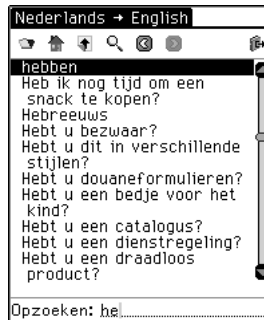 Nederlands → English
hebben
Heb ik nog tijd om een
snack te kopen?
Hebreeuws
Hebt u bezwaar?
Hebt u dit in verschillende
stijlen?
Hebt u douaneformulieren?
Hebt u een bedje voor het
kind?
Hebt u een catalogus?
Hebt u een dienstregeling?
Hebt u een draadloos
product?
Opzoeken: he